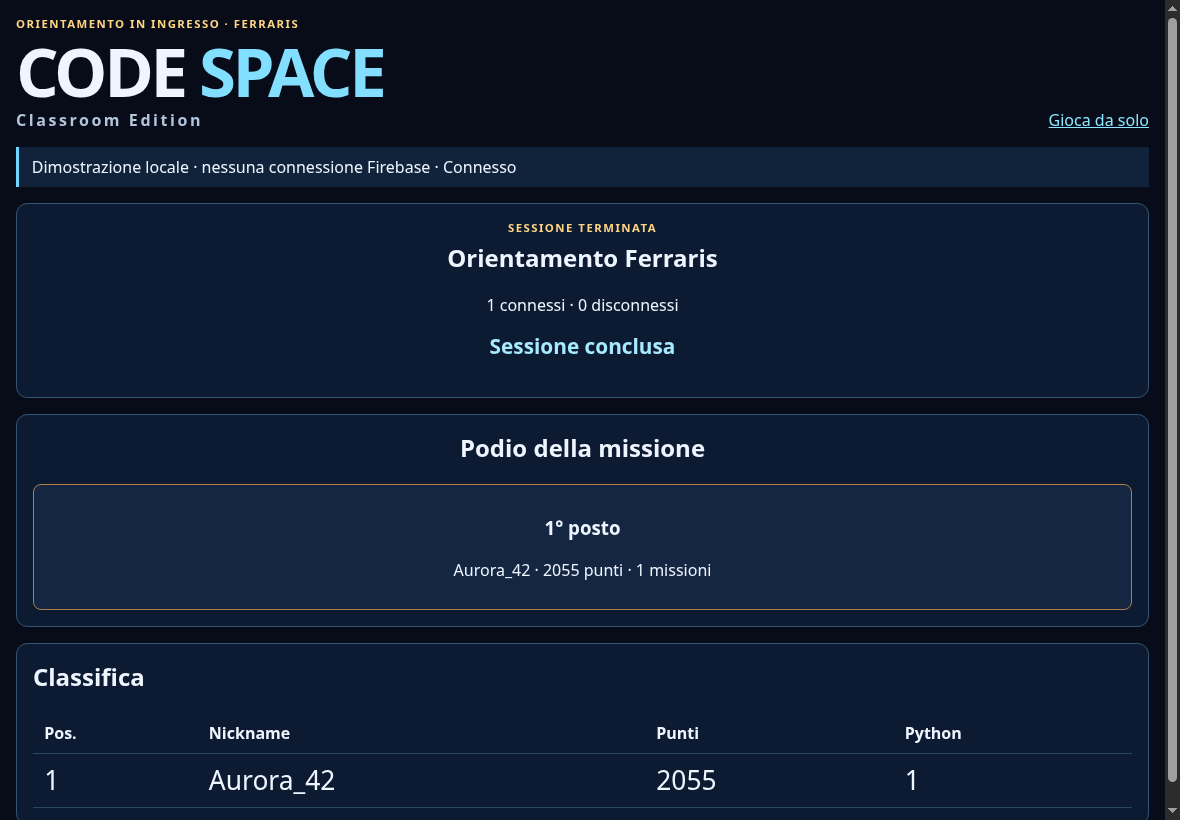 ORIENTAMENTO IN INGRESSO · FERRARIS
CODE SPACE
Classroom Edition
Gioca da solo
Dimostrazione locale · nessuna connessione Firebase · Connesso
SESSIONE TERMINATA
Orientamento Ferraris
1 connessi · 0 disconnessi
Sessione conclusa
Podio della missione
1° posto
Aurora_42 · 2055 punti · 1 missioni
Classifica
Pos. Nickname Punti Python
1 Aurora_42 2055 1